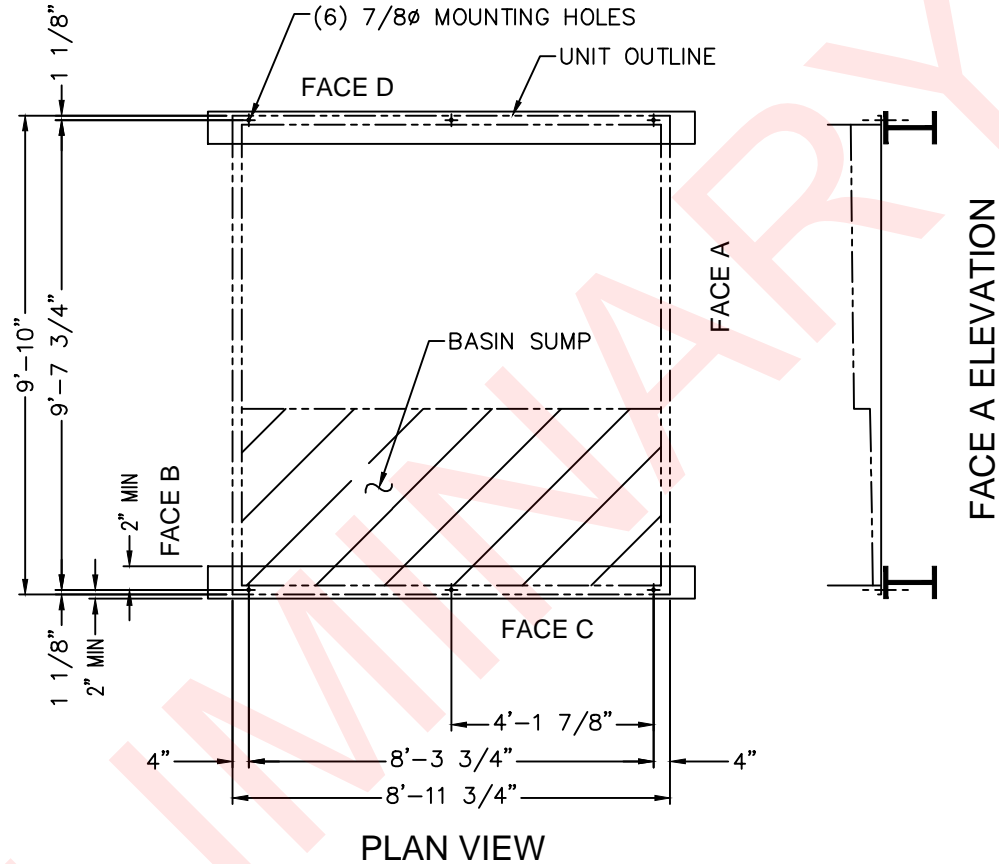 (6) 7/8ø MOUNTING HOLES
UNIT OUTLINE
FACE D
1 1/8"
9'-10"
9'-7 3/4"
FACE A
FACE A ELEVATION
BASIN SUMP
2" MIN
FACE B
1 1/8"
2" MIN
FACE C
4'-1 7/8"
4"
8'-3 3/4"
4"
8'-11 3/4"
PLAN VIEW
IMINARY